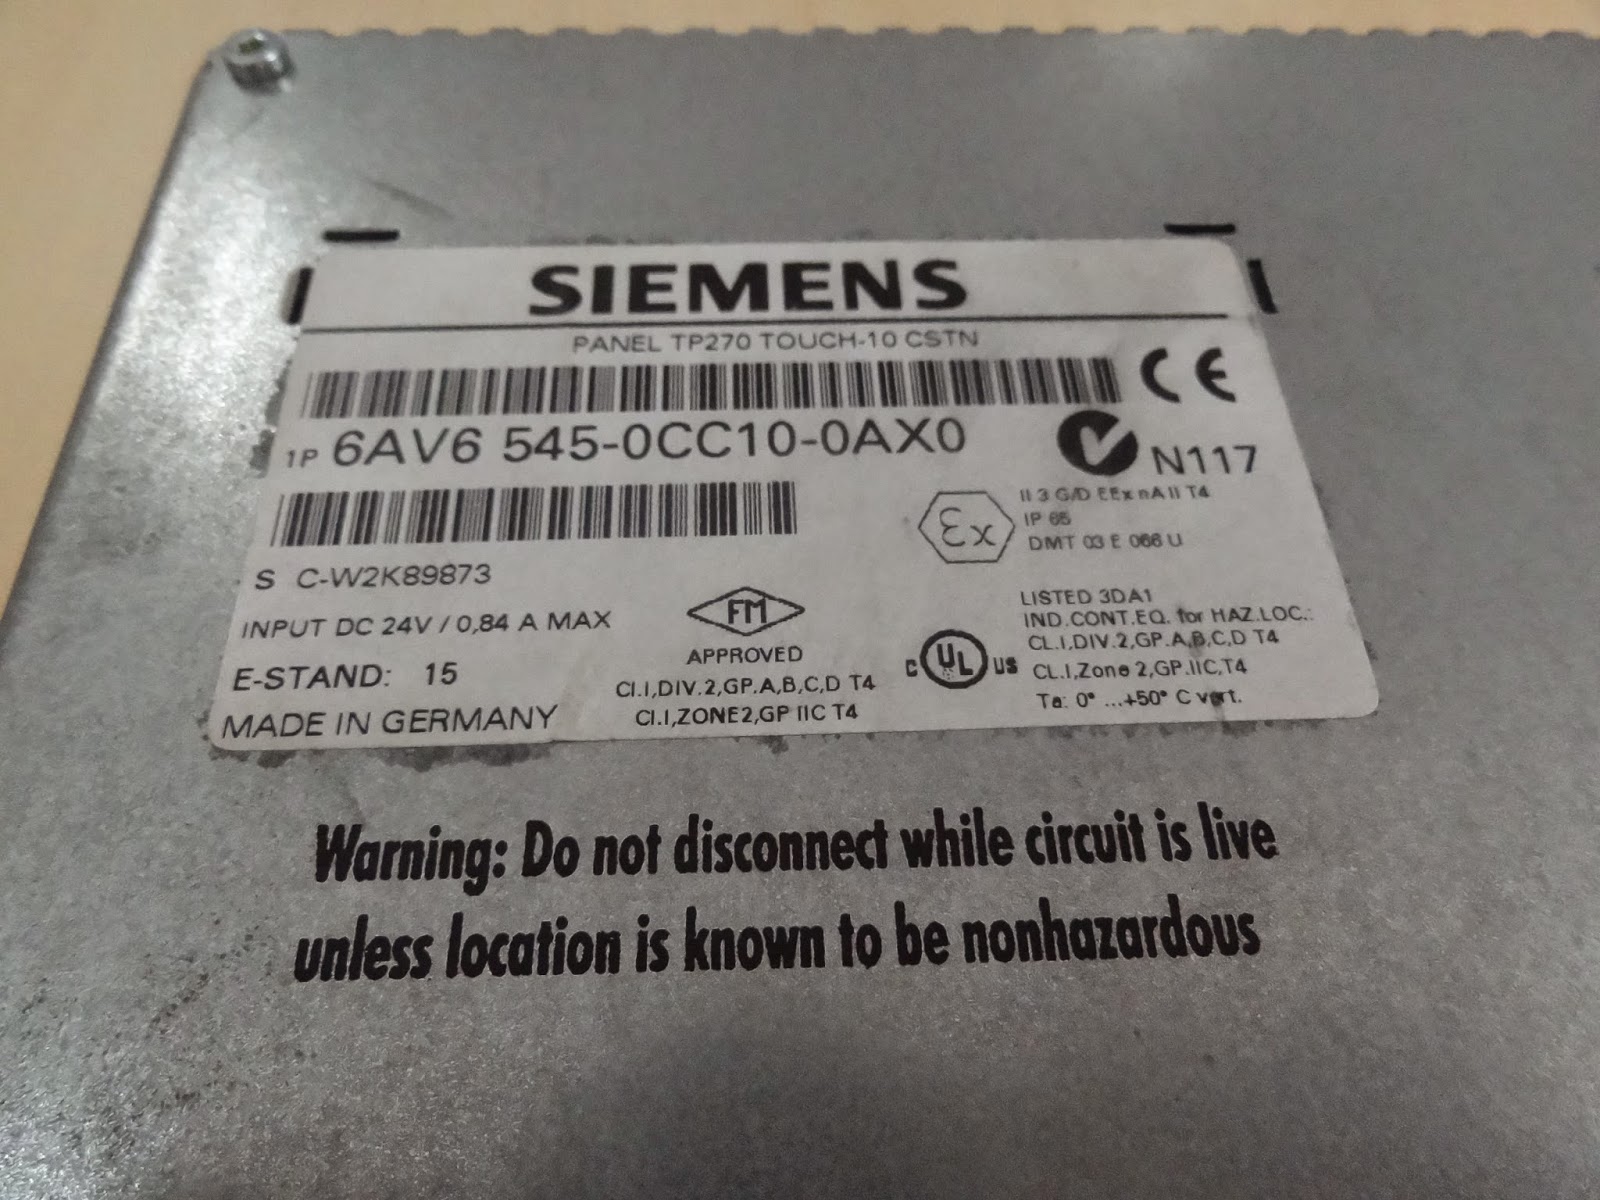 SIEMENS
PANEL TP270 TOUCH-10 CSTN
CE
1P 6AV6 545-0CC10-0AX0
N117
Ex
II 3 G/D EEx nA II T4
IP 65
DMT 03 E 066 U
S C-W2K89873
INPUT DC 24V / 0,84 A MAX
E-STAND: 15
MADE IN GERMANY
FM
APPROVED
Cl.I,DIV.2,GP.A,B,C,D T4
Cl.I,ZONE2,GP IIC T4
C UL US
LISTED 3DA1
IND.CONT.EQ. for HAZ.LOC.:
CL.I,DIV.2,GP.A,B,C,D T4
CL.I,Zone 2,GP.IIC,T4
Ta: 0° ...+50° C vert.
Warning: Do not disconnect while circuit is live
unless location is known to be nonhazardous